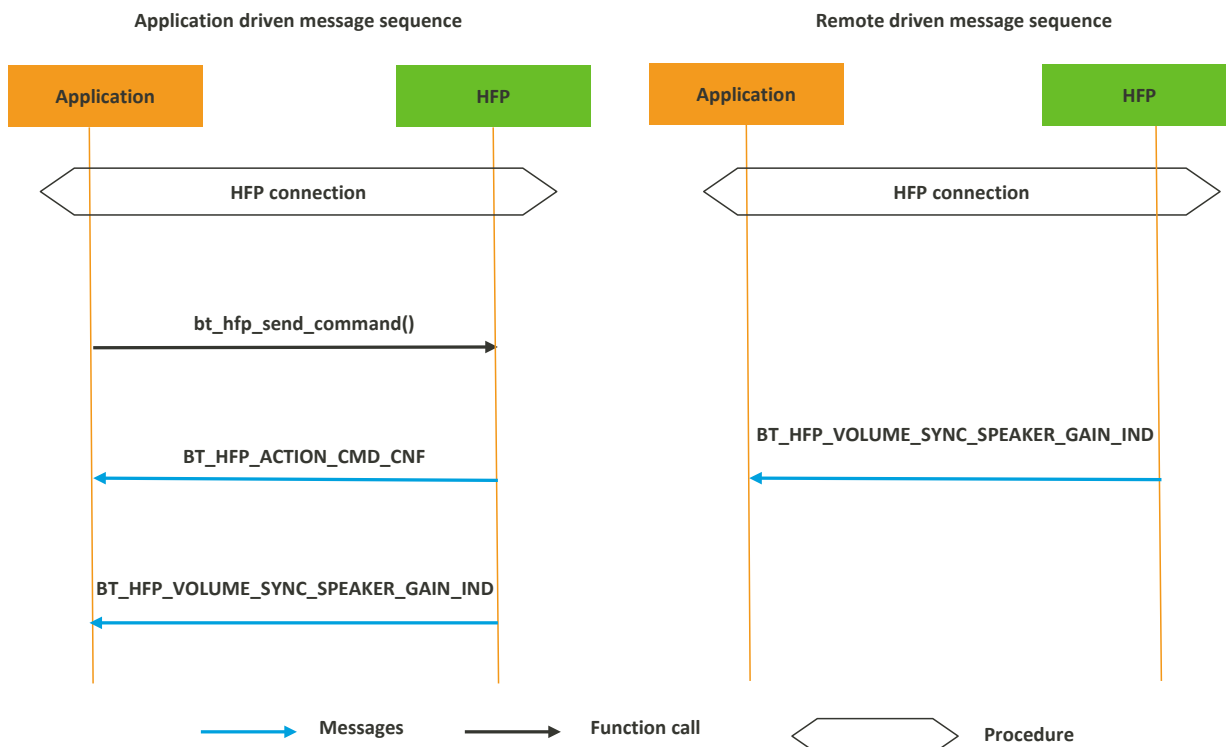 Application driven message sequence
Remote driven message sequence
Application
HFP
Application
HFP
HFP connection
HFP connection
bt_hfp_send_command()
BT_HFP_VOLUME_SYNC_SPEAKER_GAIN_IND
BT_HFP_ACTION_CMD_CNF
BT_HFP_VOLUME_SYNC_SPEAKER_GAIN_IND
Messages
Function call
Procedure